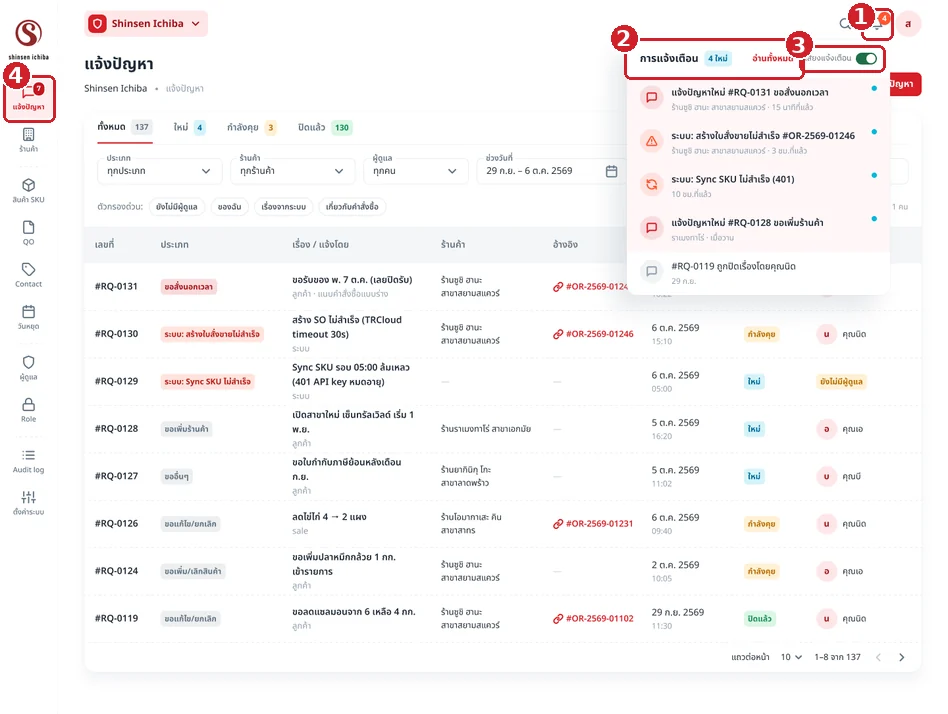 shinsen ichiba
Shinsen Ichiba
1
4
ส
แจ้งปัญหา
Shinsen Ichiba • แจ้งปัญหา
2
การแจ้งเตือน 4 ใหม่ อ่านทั้งหมด
3
เสียงแจ้งเตือน
ปัญหา
แจ้งปัญหาใหม่ #RQ-0131 ขอสั่งนอกเวลา
ร้านซูชิ ฮานะ สาขาสยามสแควร์ · 15 นาทีที่แล้ว
ระบบ: สร้างใบสั่งขายไม่สำเร็จ #OR-2569-01246
ร้านซูชิ ฮานะ สาขาสยามสแควร์ · 3 ชม.ที่แล้ว
ระบบ: Sync SKU ไม่สำเร็จ (401)
10 ชม.ที่แล้ว
แจ้งปัญหาใหม่ #RQ-0128 ขอเพิ่มร้านค้า
ราเมงทาโร่ · เมื่อวาน
#RQ-0119 ถูกปิดเรื่องโดยคุณนิด
29 ก.ย.
4
7
แจ้งปัญหา
ร้านค้า
สินค้า SKU
QO
Contact
วันหยุด
ผู้ดูแล
Role
Audit log
ตั้งค่าระบบ
ทั้งหมด 137 ใหม่ 4 กำลังคุย 3 ปิดแล้ว 130
ประเภท ร้านค้า ผู้ดูแล ช่วงวันที่
ทุกประเภท ทุกร้านค้า ทุกคน 29 ก.ย. – 6 ต.ค. 2569
ตัวกรองด่วน: ยังไม่มีผู้ดูแล ของฉัน เรื่องจากระบบ เกี่ยวกับคำสั่งซื้อ
1 คน
เลขที่ ประเภท เรื่อง / แจ้งโดย ร้านค้า อ้างอิง
#RQ-0131 ขอสั่งนอกเวลา ขอรับของ พ. 7 ต.ค. (เลยปิดรับ) ร้านซูชิ ฮานะ สาขาสยามสแควร์
ลูกค้า · แนบคำสั่งซื้อแบบร่าง
#RQ-0130 ระบบ: สร้างใบสั่งขายไม่สำเร็จ สร้าง SO ไม่สำเร็จ (TRCloud timeout 30s) ร้านซูชิ ฮานะ สาขาสยามสแควร์ #OR-2569-01246 6 ต.ค. 2569 กำลังคุย น คุณนิด
ระบบ 15:10
#RQ-0129 ระบบ: Sync SKU ไม่สำเร็จ Sync SKU รอบ 05:00 ล้มเหลว (401 API key หมดอายุ) — — 6 ต.ค. 2569 ใหม่ ยังไม่มีผู้ดูแล
ระบบ 05:00
#RQ-0128 ขอเพิ่มร้านค้า เปิดสาขาใหม่ เซ็นทรัลเวิลด์ เริ่ม 1 พ.ย. ร้านราเมงทาโร่ สาขาเอกมัย — 5 ต.ค. 2569 ใหม่ อ คุณเอ
ลูกค้า 16:20
#RQ-0127 ขออื่นๆ ขอใบกำกับภาษีย้อนหลังเดือน ก.ย. ร้านยากินิกุ โกะ สาขาลาดพร้าว — 5 ต.ค. 2569 ใหม่ บ คุณบี
ลูกค้า 11:02
#RQ-0126 ขอแก้ไข/ยกเลิก ลดไข่ไก่ 4 → 2 แผง ร้านโอมากาเสะ คิน สาขาสาทร #OR-2569-01231 6 ต.ค. 2569 กำลังคุย น คุณนิด
sale 09:40
#RQ-0124 ขอเพิ่ม/เลิกสินค้า ขอเพิ่มปลาหมึกกล้วย 1 กก. เข้ารายการ ร้านซูชิ ฮานะ สาขาสยามสแควร์ — 2 ต.ค. 2569 กำลังคุย อ คุณเอ
ลูกค้า 10:05
#RQ-0119 ขอแก้ไข/ยกเลิก ขอลดแซลมอนจาก 6 เหลือ 4 กก. ร้านซูชิ ฮานะ สาขาสยามสแควร์ #OR-2569-01102 29 ก.ย. 2569 ปิดแล้ว น คุณนิด
ลูกค้า 11:30
แถวต่อหน้า 10 1–8 จาก 137